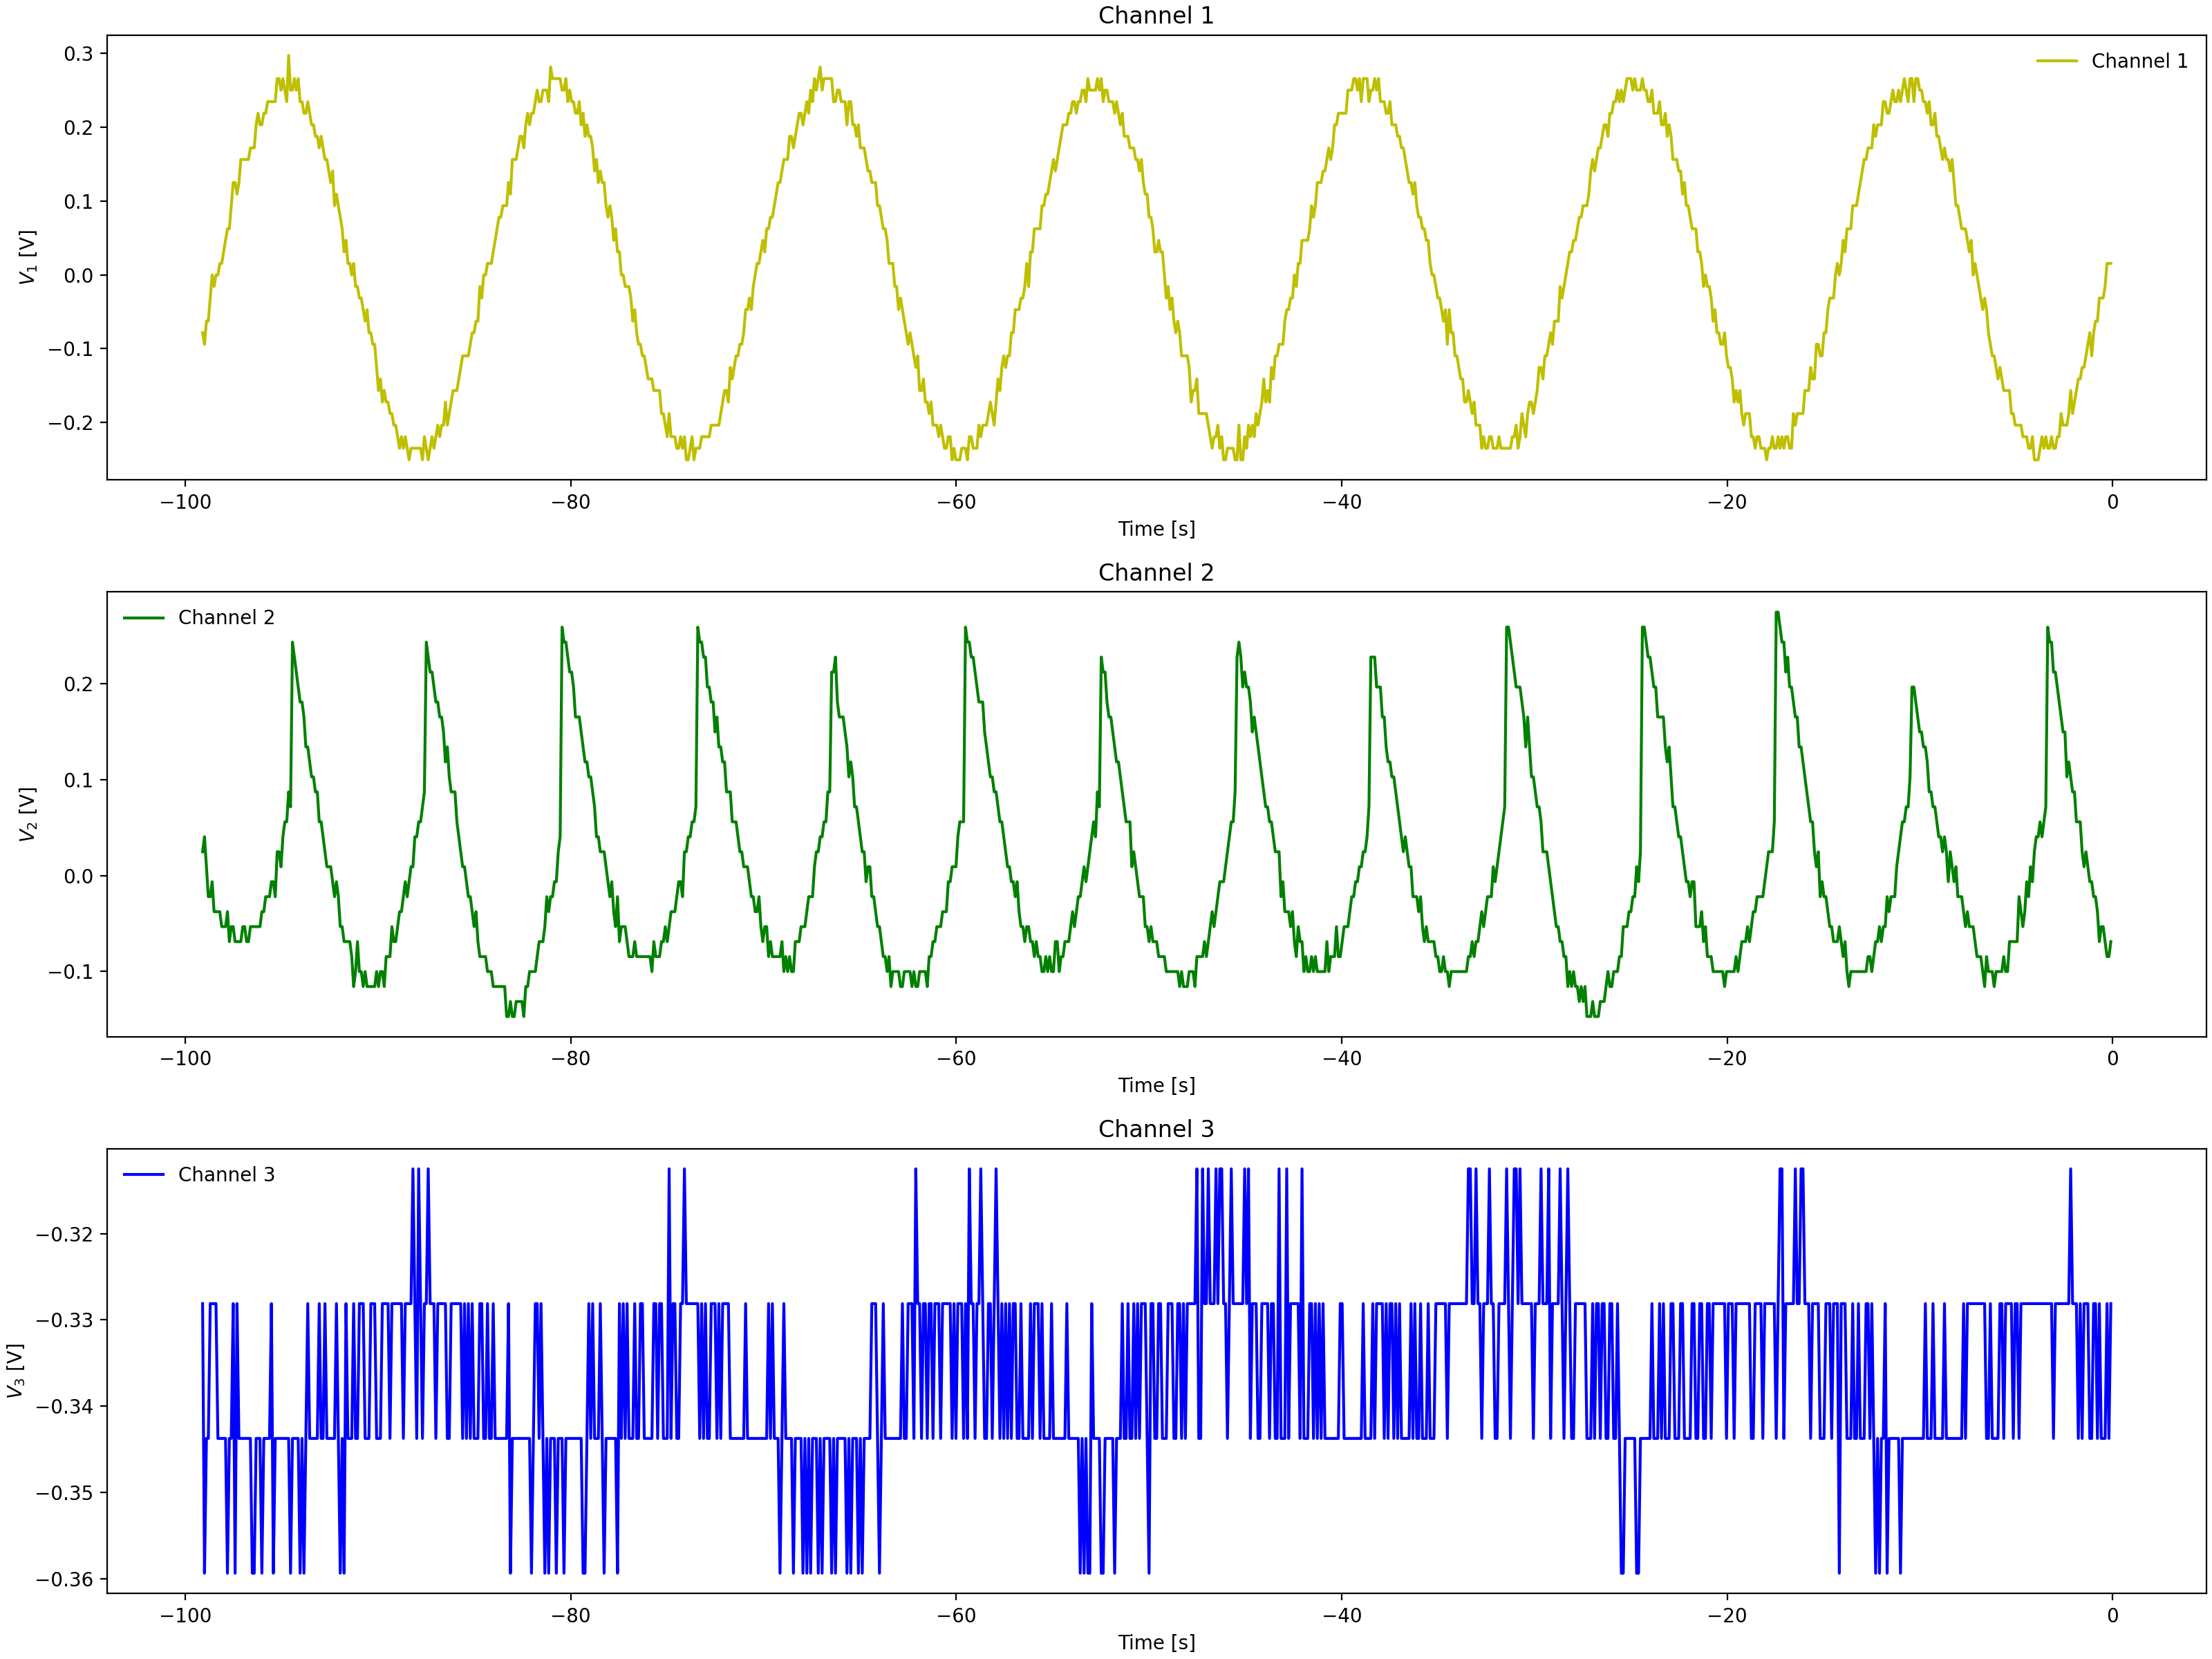 Channel 1
0.3
0.2
0.1
0.0
−0.1
−0.2
V1 [V]
Channel 1
−100 −80 −60 −40 −20 0
Time [s]
Channel 2
0.2
0.1
0.0
−0.1
V2 [V]
Channel 2
−100 −80 −60 −40 −20 0
Time [s]
Channel 3
−0.32
−0.33
−0.34
−0.35
−0.36
V3 [V]
Channel 3
−100 −80 −60 −40 −20 0
Time [s]